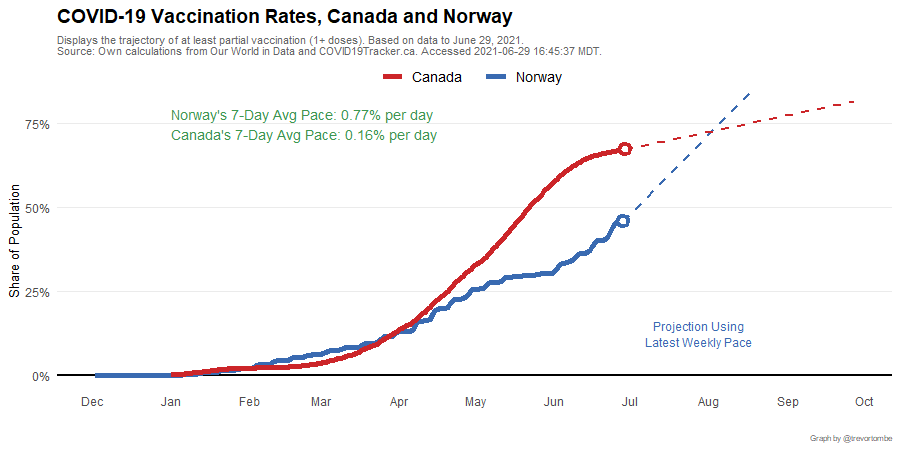 COVID-19 Vaccination Rates, Canada and Norway
Displays the trajectory of at least partial vaccination (1+ doses). Based on data to June 29, 2021.
Source: Own calculations from Our World in Data and COVID19Tracker.ca. Accessed 2021-06-29 16:45:37 MDT.
Canada Norway
Norway's 7-Day Avg Pace: 0.77% per day
Canada's 7-Day Avg Pace: 0.16% per day
75%
50%
25%
0%
Share of Population
Projection Using
Latest Weekly Pace
Dec Jan Feb Mar Apr May Jun Jul Aug Sep Oct
Graph by @trevortombe